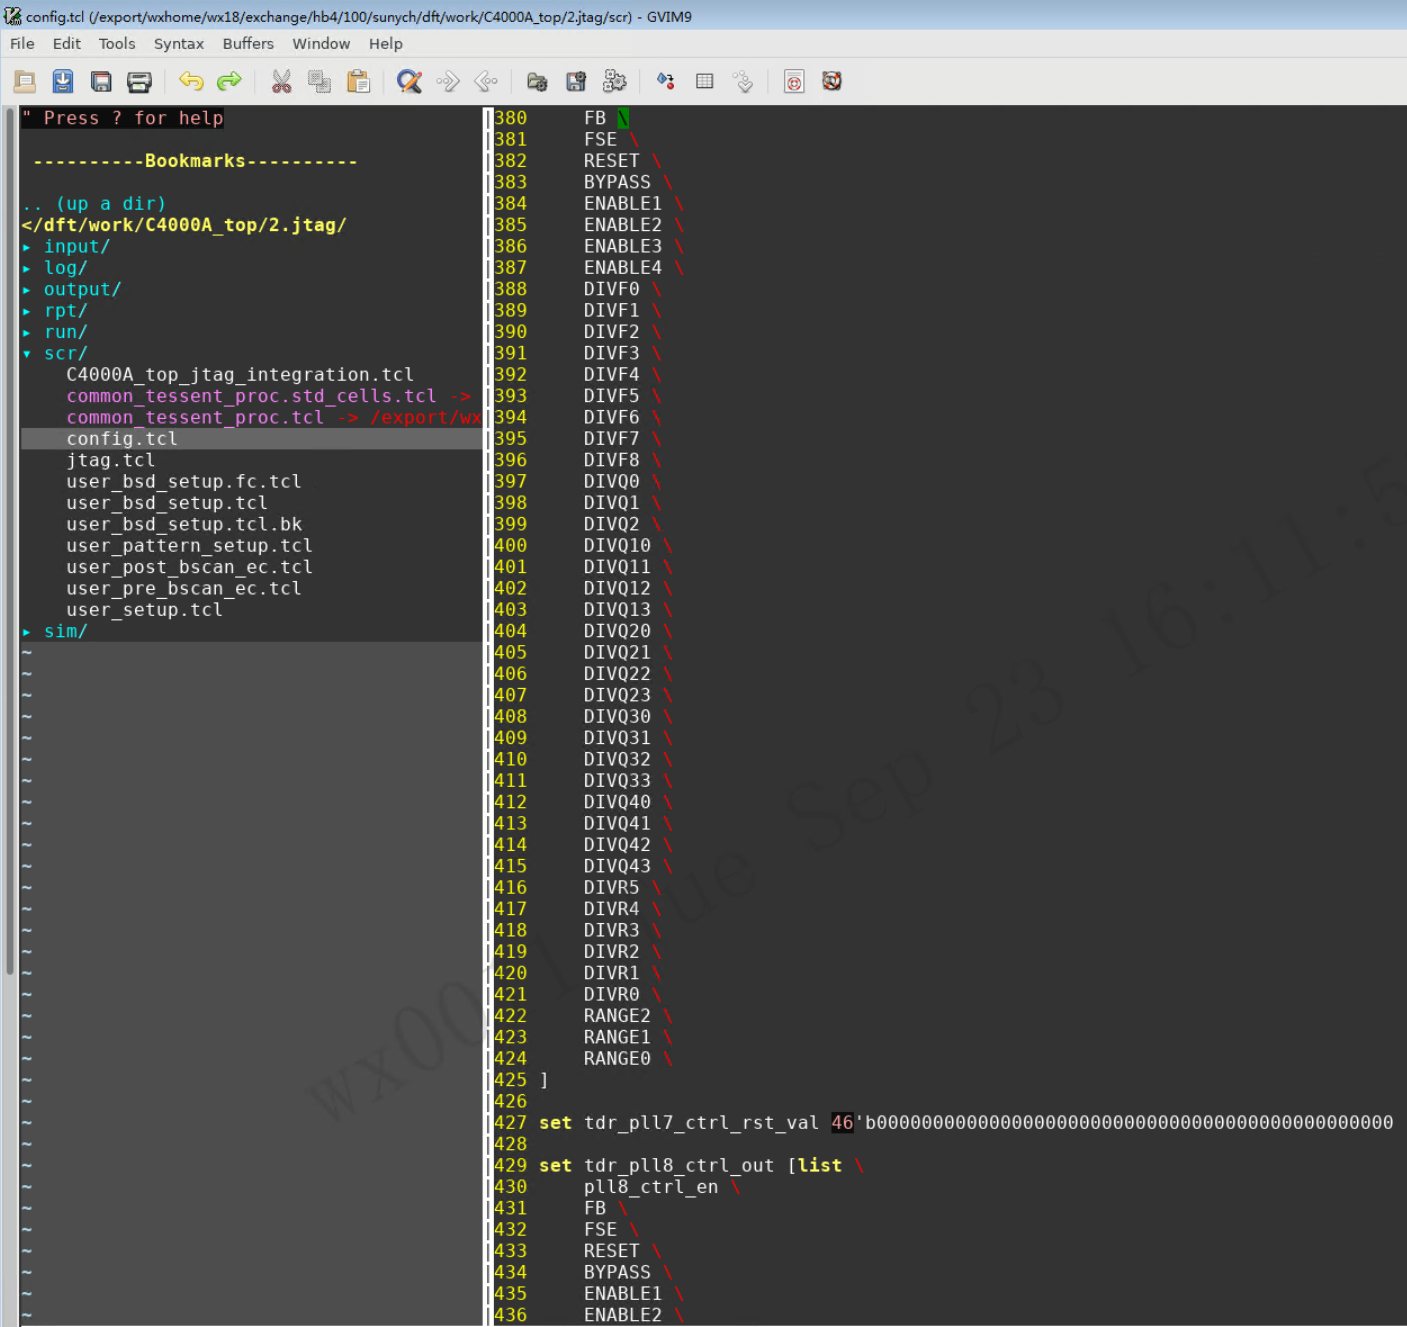 config.tcl (/export/wxhome/wx18/exchange/hb4/100/sunych/dft/work/C4000A_top/2.jtag/scr) - GVIM9
File Edit Tools Syntax Buffers Window Help
" Press ? for help
----------Bookmarks----------
.. (up a dir)
</dft/work/C4000A_top/2.jtag/
▸ input/
▸ log/
▸ output/
▸ rpt/
▸ run/
▾ scr/
C4000A_top_jtag_integration.tcl
common_tessent_proc.std_cells.tcl ->
common_tessent_proc.tcl -> /export/wx
config.tcl
jtag.tcl
user_bsd_setup.fc.tcl
user_bsd_setup.tcl
user_bsd_setup.tcl.bk
user_pattern_setup.tcl
user_post_bscan_ec.tcl
user_pre_bscan_ec.tcl
user_setup.tcl
▸ sim/
380 FB \
381 FSE \
382 RESET \
383 BYPASS \
384 ENABLE1 \
385 ENABLE2 \
386 ENABLE3 \
387 ENABLE4 \
388 DIVF0 \
389 DIVF1 \
390 DIVF2 \
391 DIVF3 \
392 DIVF4 \
393 DIVF5 \
394 DIVF6 \
395 DIVF7 \
396 DIVF8 \
397 DIVQ0 \
398 DIVQ1 \
399 DIVQ2 \
400 DIVQ10 \
401 DIVQ11 \
402 DIVQ12 \
403 DIVQ13 \
404 DIVQ20 \
405 DIVQ21 \
406 DIVQ22 \
407 DIVQ23 \
408 DIVQ30 \
409 DIVQ31 \
410 DIVQ32 \
411 DIVQ33 \
412 DIVQ40 \
413 DIVQ41 \
414 DIVQ42 \
415 DIVQ43 \
416 DIVR5 \
417 DIVR4 \
418 DIVR3 \
419 DIVR2 \
420 DIVR1 \
421 DIVR0 \
422 RANGE2 \
423 RANGE1 \
424 RANGE0 \
425 ]
426
427 set tdr_pll7_ctrl_rst_val 46'b0000000000000000000000000000000000000000000000
428
429 set tdr_pll8_ctrl_out [list \
430 pll8_ctrl_en \
431 FB \
432 FSE \
433 RESET \
434 BYPASS \
435 ENABLE1 \
436 ENABLE2 \
Sep 23 16:11:5